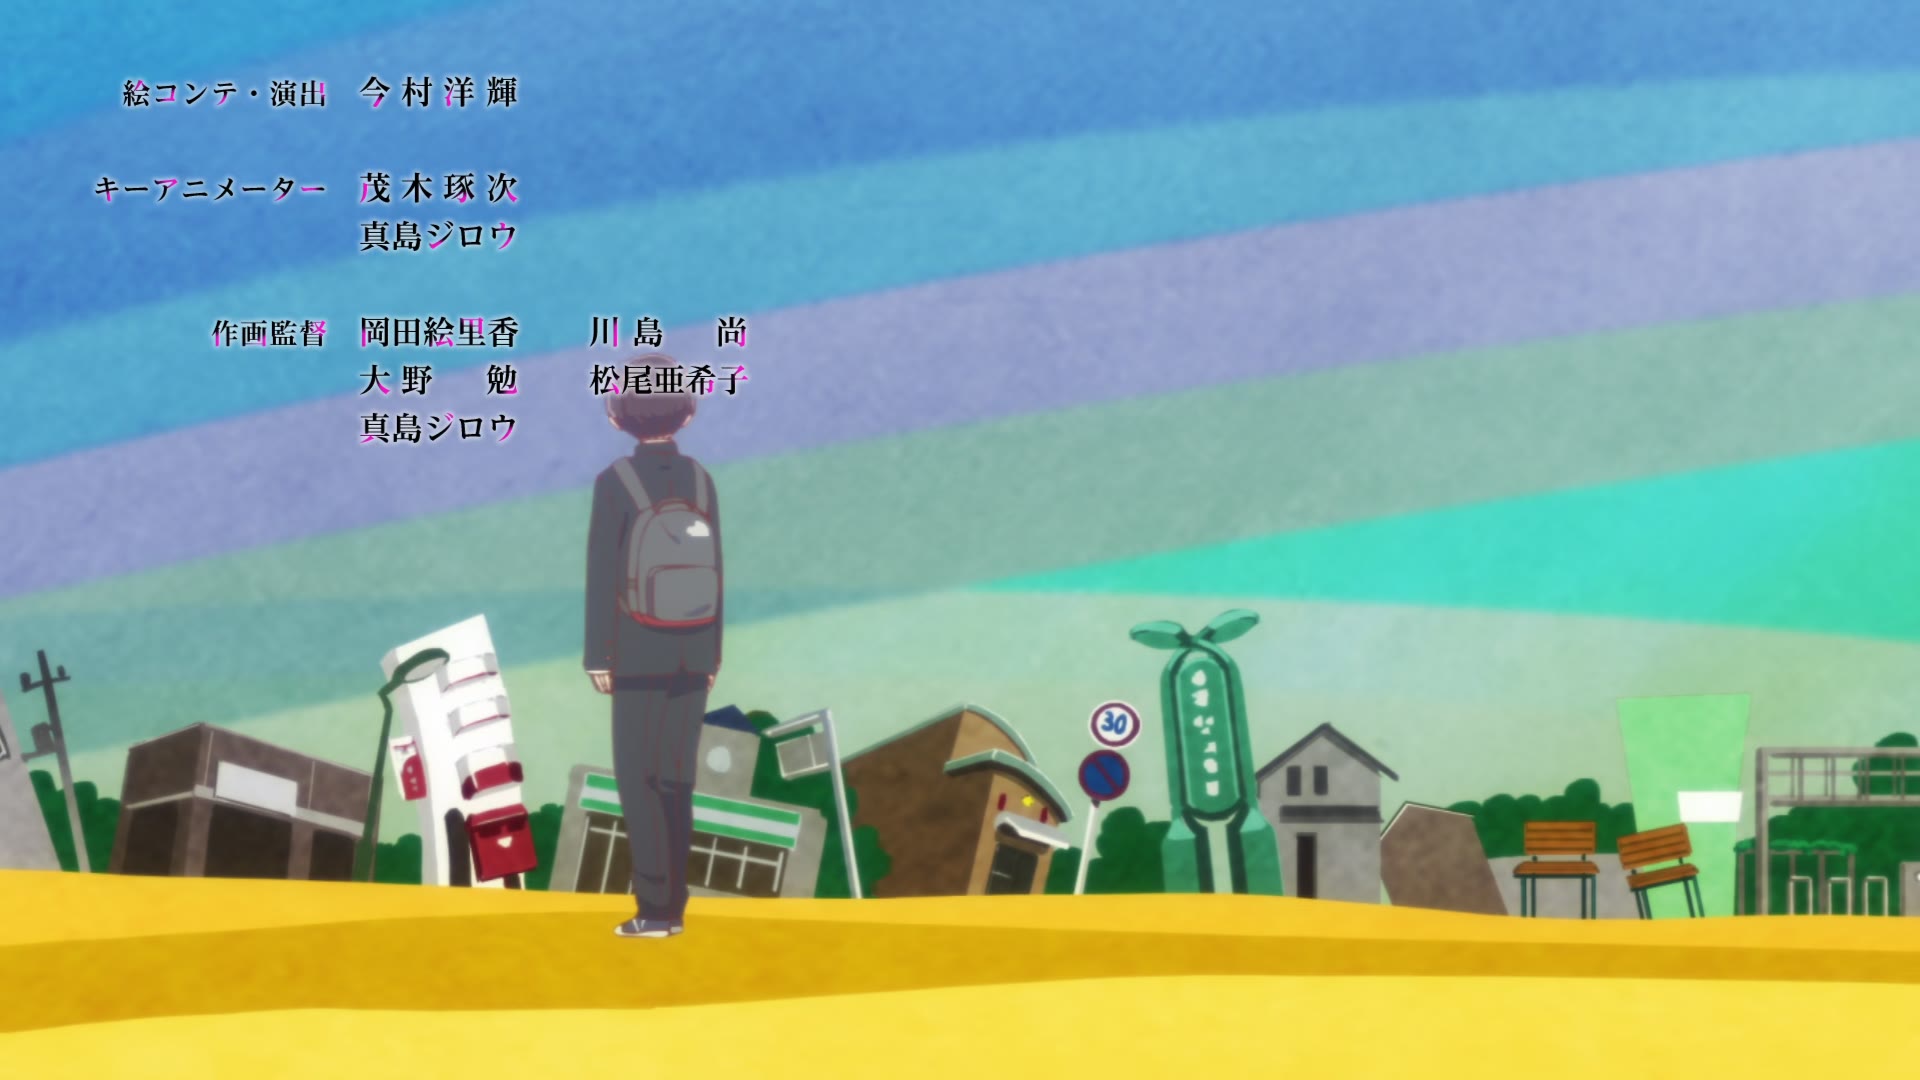 絵コンテ・演出 今村洋輝
キーアニメーター 茂木琢次
真島ジロウ
作画監督 岡田絵里香 川島 尚
大野 勉 松尾亜希子
真島ジロウ
30